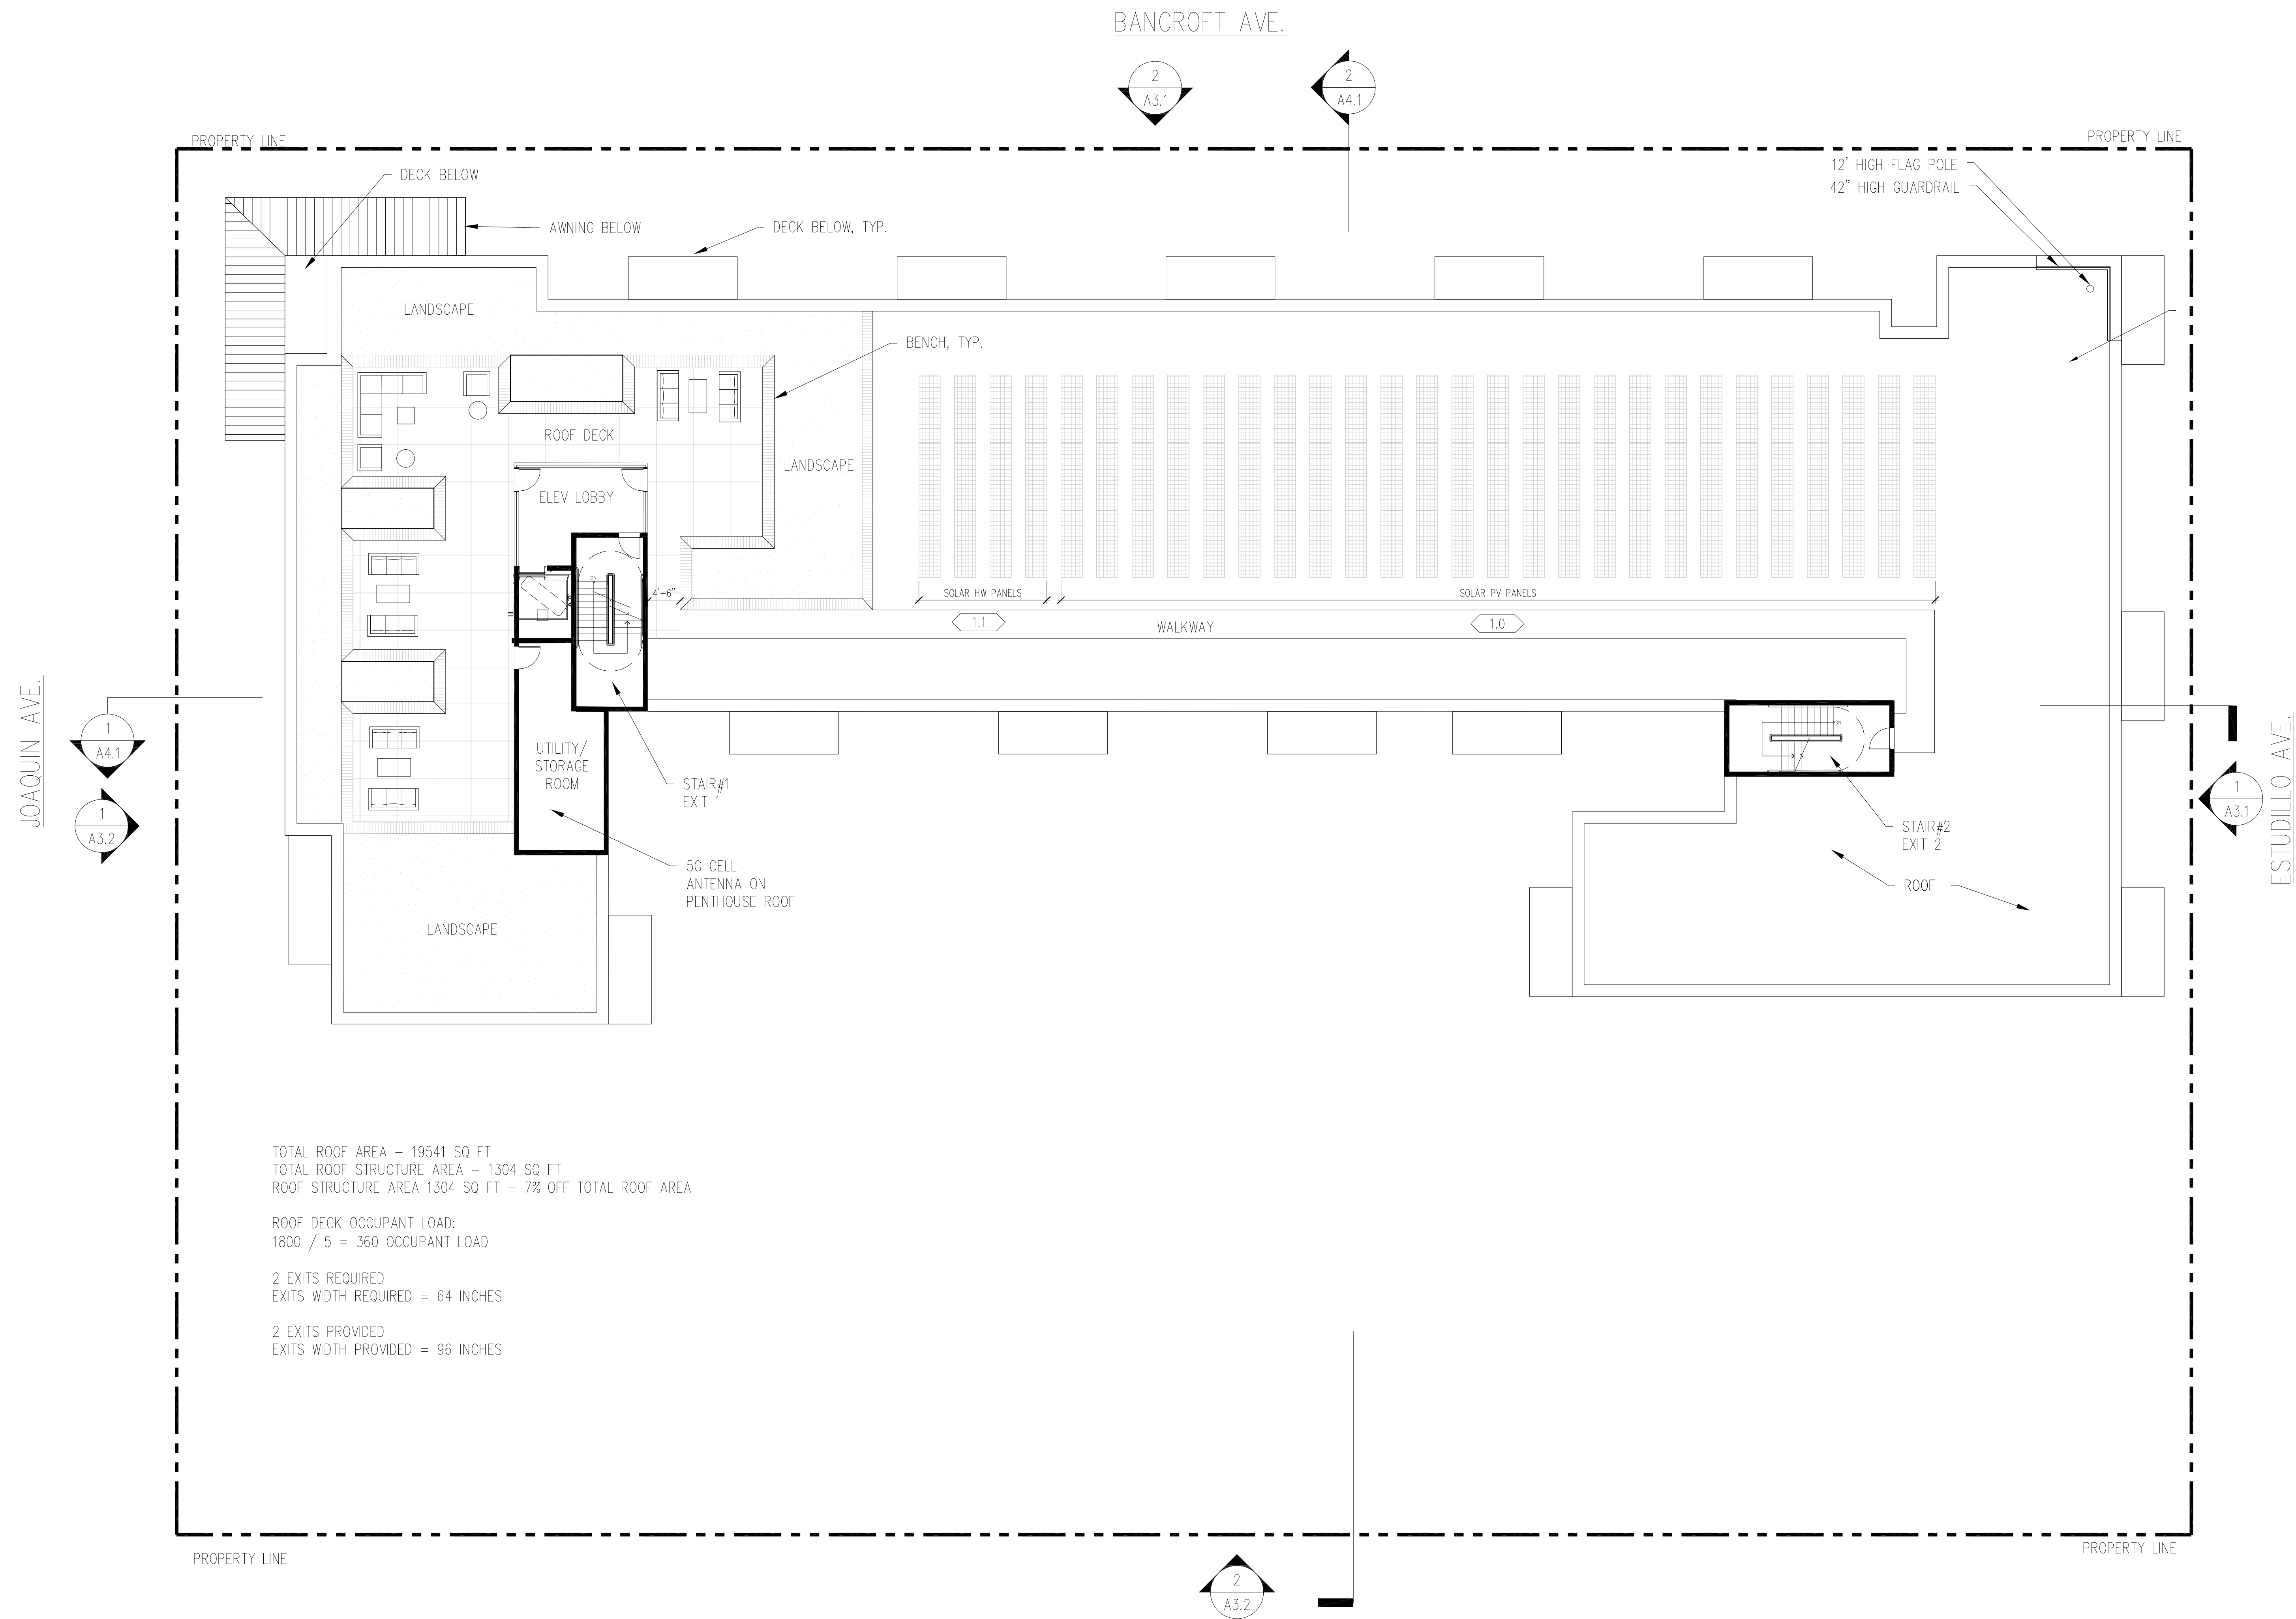 BANCROFT AVE.
2
A3.1
2
A4.1
PROPERTY LINE
PROPERTY LINE
12' HIGH FLAG POLE
42" HIGH GUARDRAIL
DECK BELOW
AWNING BELOW
DECK BELOW, TYP.
LANDSCAPE
BENCH, TYP.
ROOF DECK
LANDSCAPE
ELEV LOBBY
DN
4'-6"
SOLAR HW PANELS
SOLAR PV PANELS
1.1
WALKWAY
1.0
JOAQUIN AVE.
1
A4.1
1
A3.2
UTILITY/
STORAGE
ROOM
STAIR#1
EXIT 1
DN
STAIR#2
EXIT 2
ROOF
1
A3.1
ESTUDILLO AVE.
5G CELL
ANTENNA ON
PENTHOUSE ROOF
LANDSCAPE
TOTAL ROOF AREA – 19541 SQ FT
TOTAL ROOF STRUCTURE AREA – 1304 SQ FT
ROOF STRUCTURE AREA 1304 SQ FT – 7% OFF TOTAL ROOF AREA
ROOF DECK OCCUPANT LOAD:
1800 / 5 = 360 OCCUPANT LOAD
2 EXITS REQUIRED
EXITS WIDTH REQUIRED = 64 INCHES
2 EXITS PROVIDED
EXITS WIDTH PROVIDED = 96 INCHES
PROPERTY LINE
PROPERTY LINE
2
A3.2